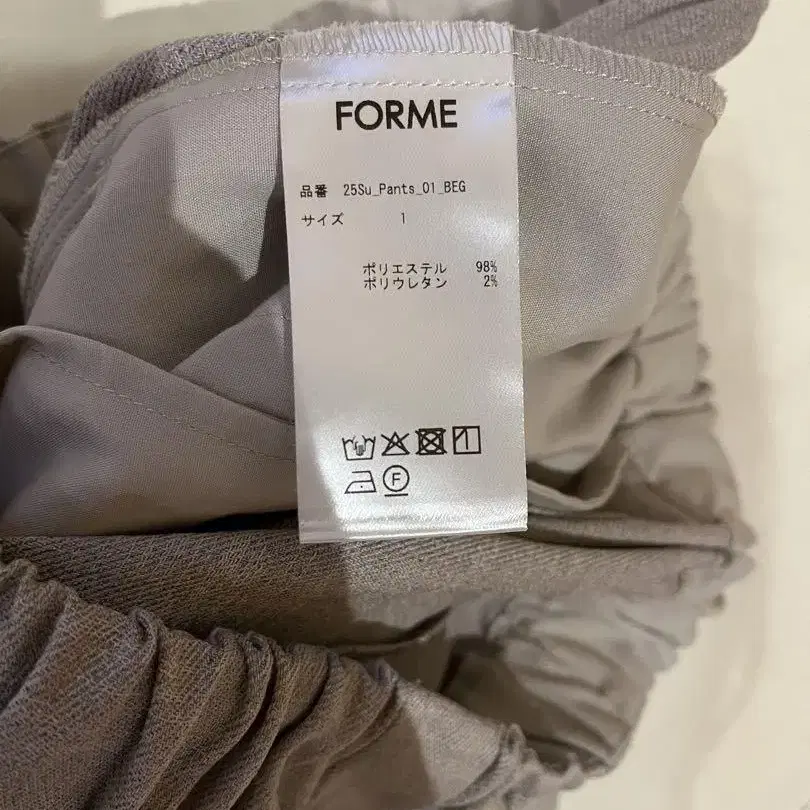 FORME
品番 25Su_Pants_01_BEG
サイズ 1
ポリエステル 98%
ポリウレタン 2%
F